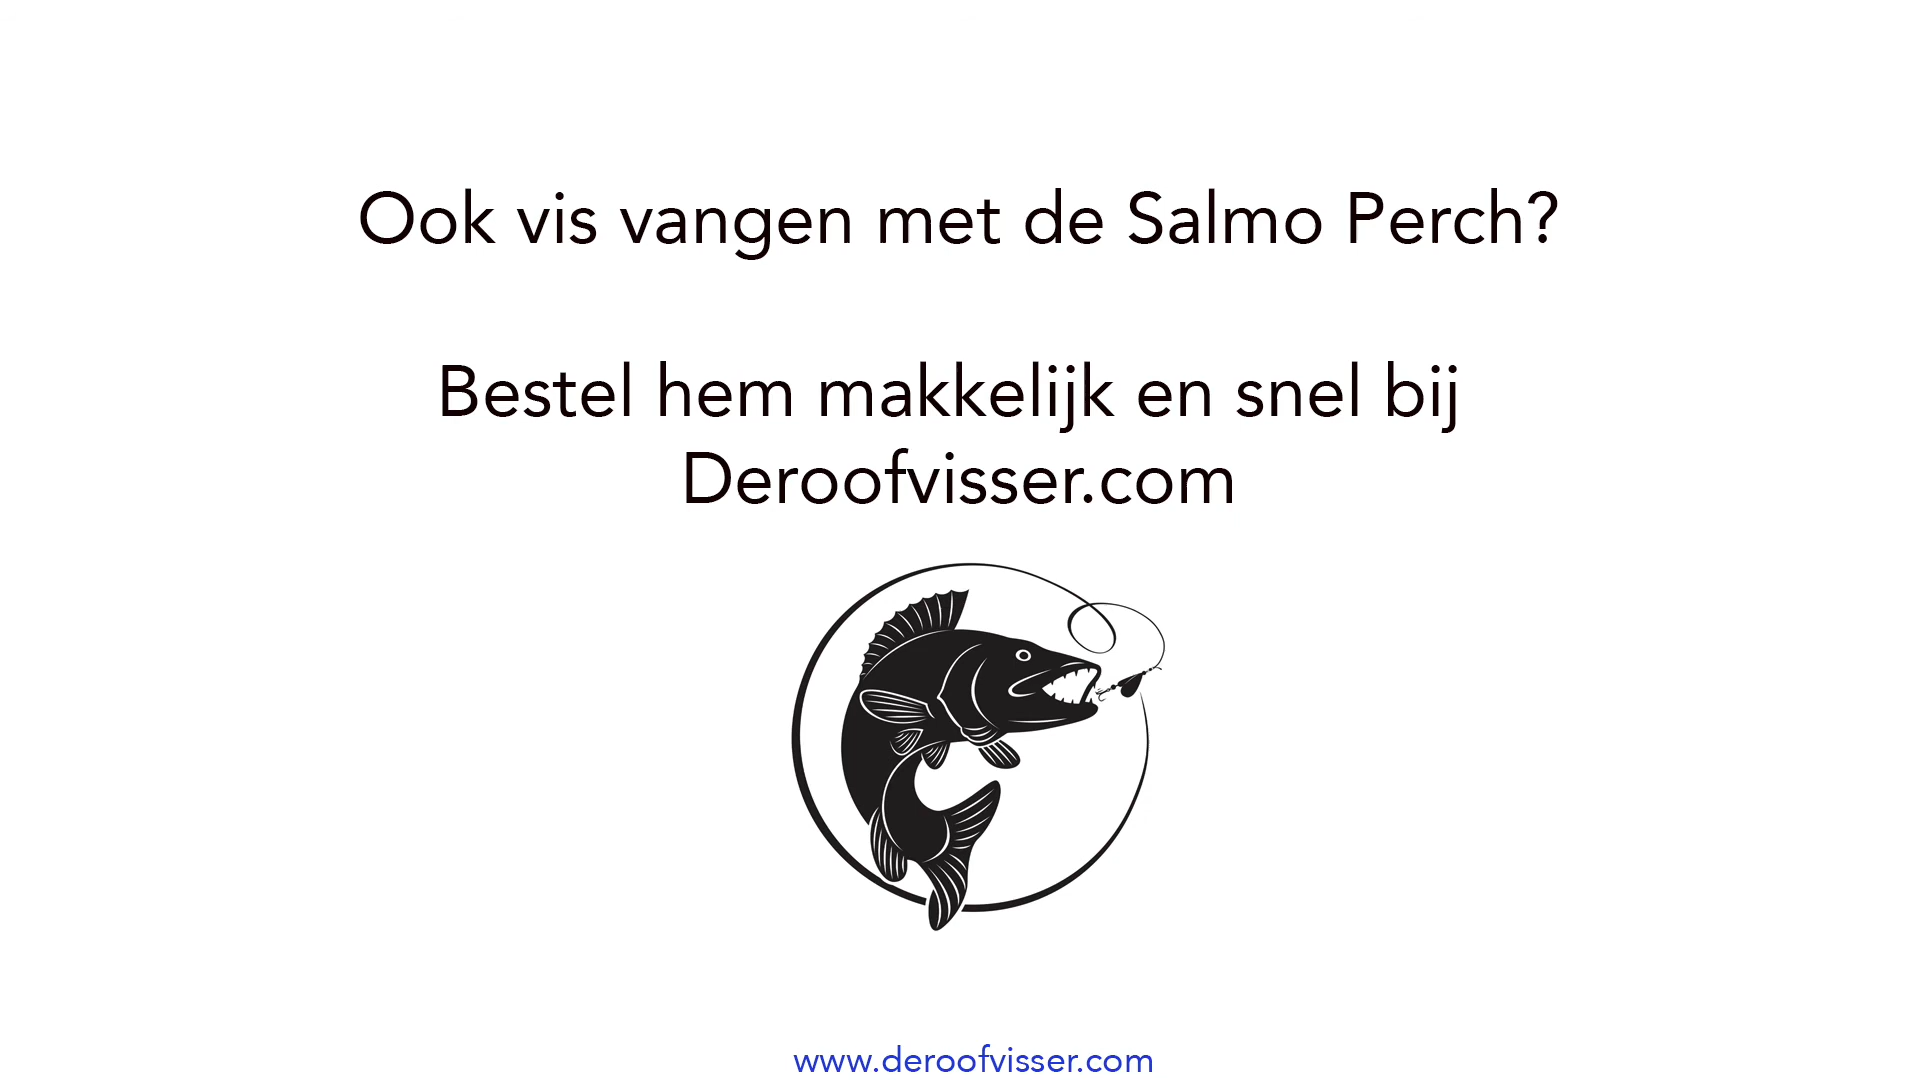 Ook vis vangen met de Salmo Perch?
Bestel hem makkelijk en snel bij
Deroofvisser.com
www.deroofvisser.com